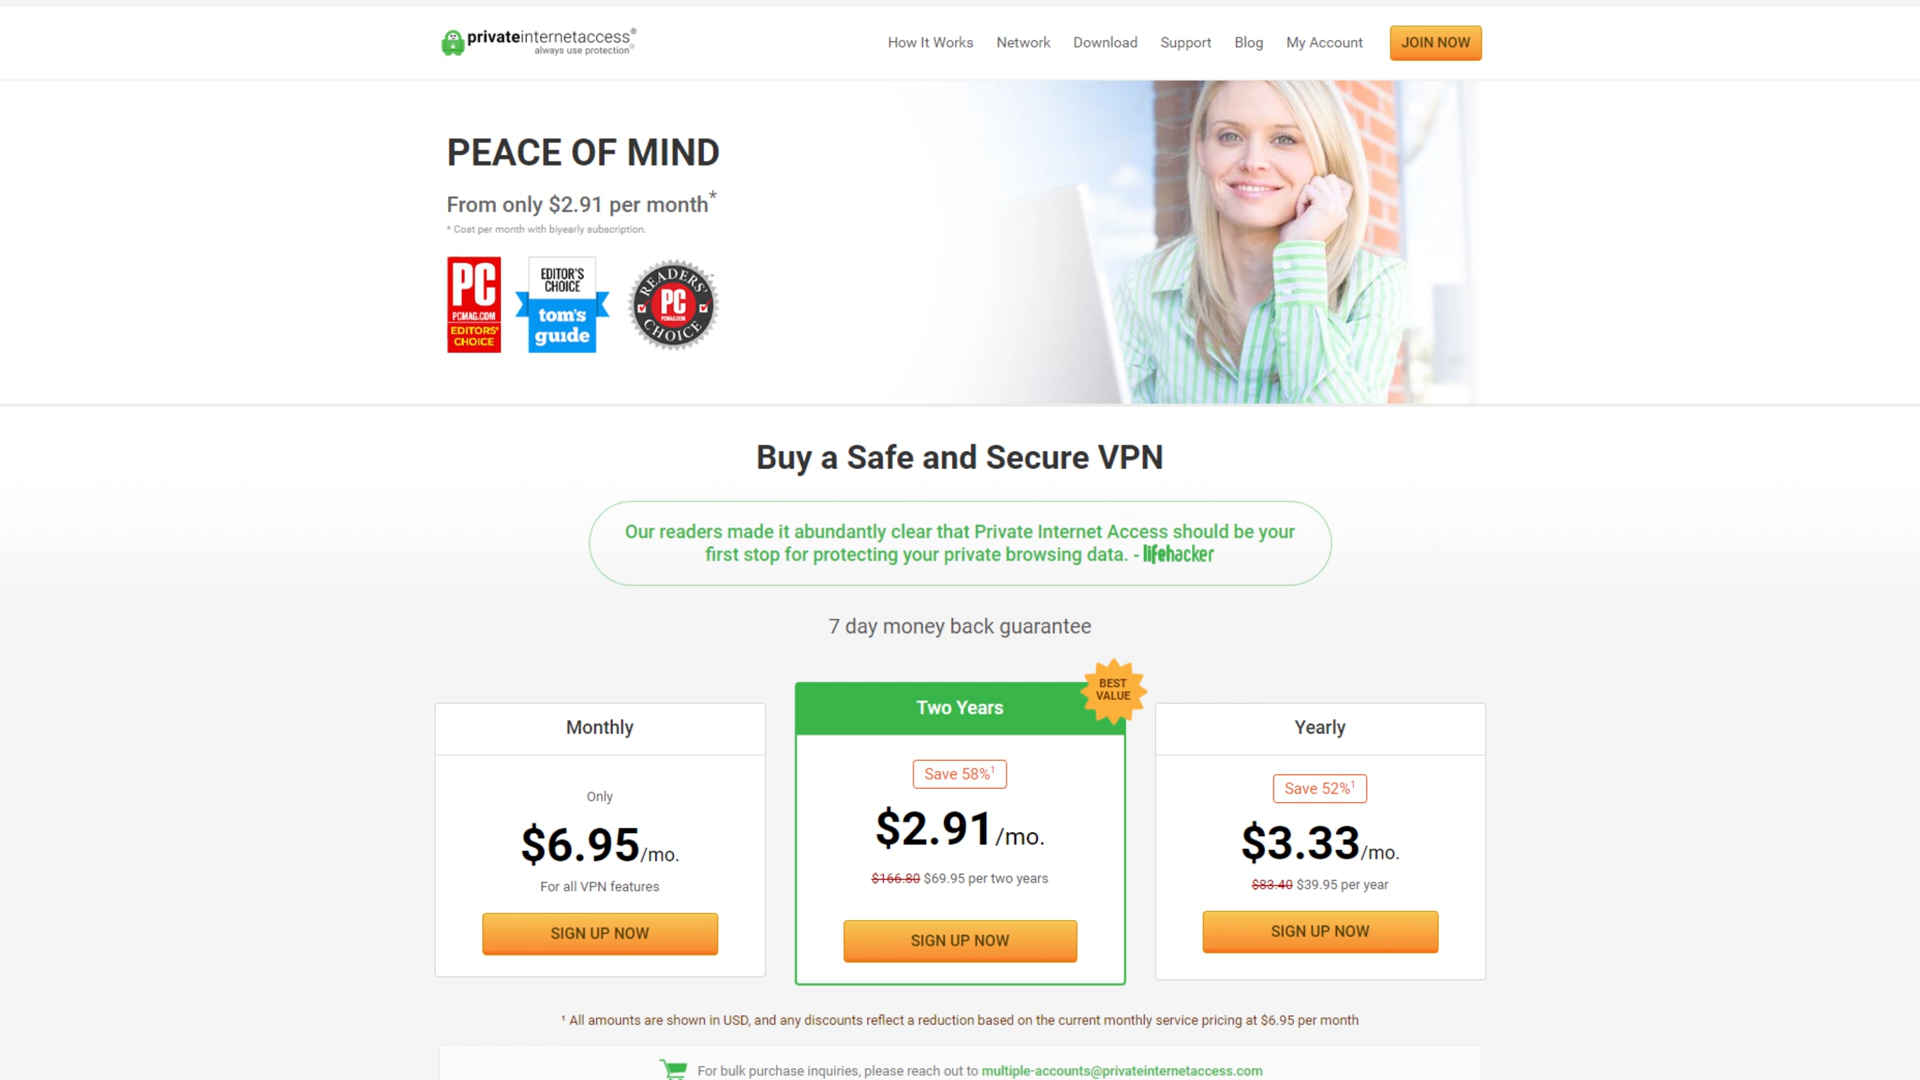 privateinternetaccess®
always use protection®
How It Works Network Download Support Blog My Account JOIN NOW
PEACE OF MIND
From only $2.91 per month*
* Cost per month with biyearly subscription.
PC
PCMAG.COM
EDITORS'
CHOICE
EDITOR'S
CHOICE
tom's
guide
READERS'
PC
PCMAG.COM
CHOICE
Buy a Safe and Secure VPN
Our readers made it abundantly clear that Private Internet Access should be your
first stop for protecting your private browsing data. - lifehacker
7 day money back guarantee
Monthly
Only
$6.95/mo.
For all VPN features
SIGN UP NOW
BEST
VALUE
Two Years
Save 58%¹
$2.91/mo.
$166.80 $69.95 per two years
SIGN UP NOW
Yearly
Save 52%¹
$3.33/mo.
$83.40 $39.95 per year
SIGN UP NOW
¹ All amounts are shown in USD, and any discounts reflect a reduction based on the current monthly service pricing at $6.95 per month
For bulk purchase inquiries, please reach out to multiple-accounts@privateinternetaccess.com